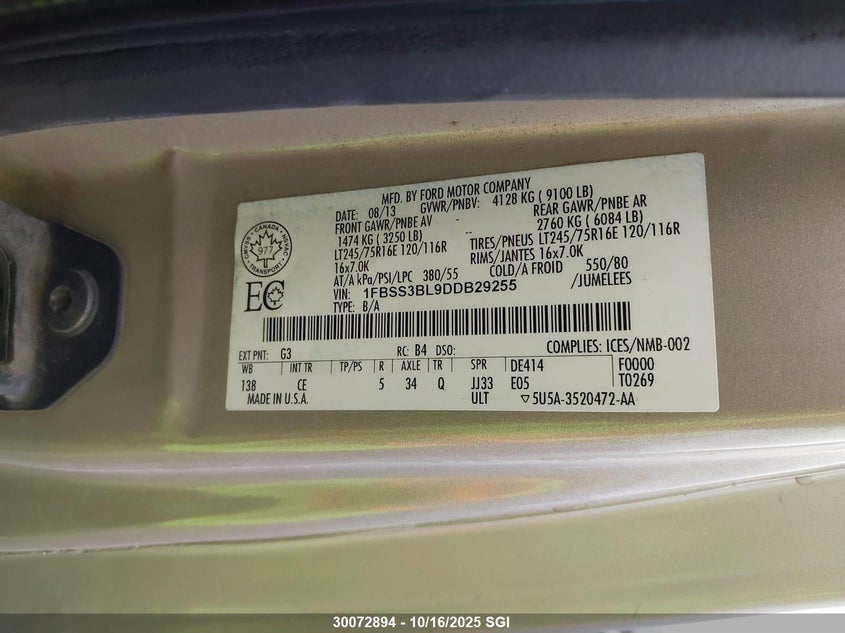 MFD. BY FORD MOTOR COMPANY
DATE: 08/13 GVWR/PNBV: 4128 KG ( 9100 LB)
FRONT GAWR/PNBE AV - REAR GAWR/PNBE AR
1474 KG ( 3250 LB) -- 2760 KG ( 6084 LB)
LT245/75R16E 120/116R TIRES/PNEUS LT245/75R16E 120/116R
16x7.0K RIMS/JANTES 16x7.0K
AT/A kPa/PSI/LPC 380/55 COLD/A FROID 550/80
VIN: 1FBSS3BL9DDB29255 /JUMELEES
TYPE: B/A
CANADA
977
TRANSPORT
EC
EXT PNT: G3 RC: B4 DSO: COMPLIES: ICES/NMB-002
WB INT TR TP/PS R AXLE TR SPR DE414 F0000
138 CE 5 34 Q JJ33 E05 T0269
MADE IN U.S.A. ULT ▽5U5A-3520472-AA
30072894 - 10/16/2025 SGI